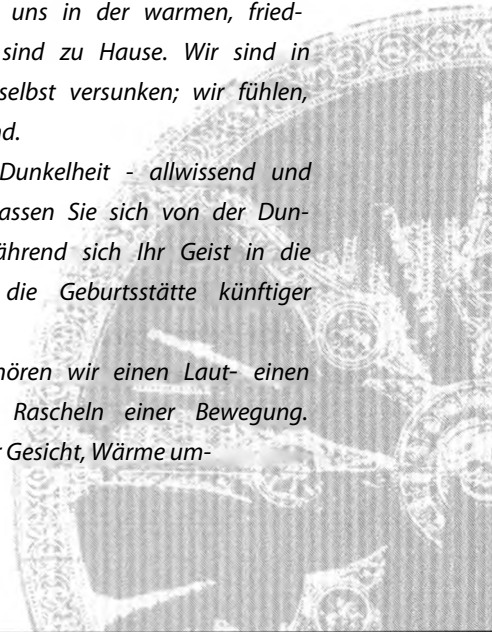 uns in der warmen, fried-
sind zu Hause. Wir sind in
selbst versunken; wir fühlen,
nd.
Dunkelheit - allwissend und
assen Sie sich von der Dun-
ährend sich Ihr Geist in die
die Geburtsstätte künftiger
hören wir einen Laut- einen
Rascheln einer Bewegung.
r Gesicht, Wärme um-